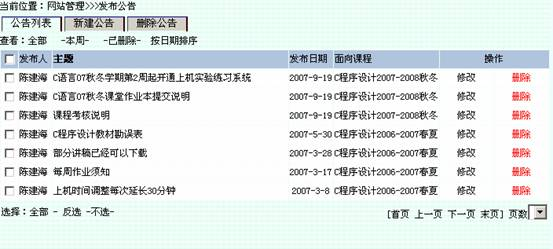 当前位置：网站管理>>>发布公告
公告列表 新建公告 删除公告
查看：全部 -本周- -已删除- 按日期排序
发布人 主题 发布日期 面向课程 操作
陈建海 C语言07秋冬学期第2周起开通上机实验练习系统 2007-9-19 C程序设计2007-2008秋冬 修改 删除
陈建海 C语言07秋冬课堂作业本提交说明 2007-9-19 C程序设计2007-2008秋冬 修改 删除
陈建海 课程考核说明 2007-9-19 C程序设计2007-2008秋冬 修改 删除
陈建海 C程序设计教材勘误表 2007-5-30 C程序设计2006-2007春夏 修改 删除
陈建海 部分讲稿已经可以下载 2007-3-28 C程序设计2006-2007春夏 修改 删除
陈建海 每周作业须知 2007-3-17 C程序设计2006-2007春夏 修改 删除
陈建海 上机时间调整每次延长30分钟 2007-3-8 C程序设计2006-2007春夏 修改 删除
选择：全部 - 反选 -不选- [首页 上一页 下一页 末页] 页数